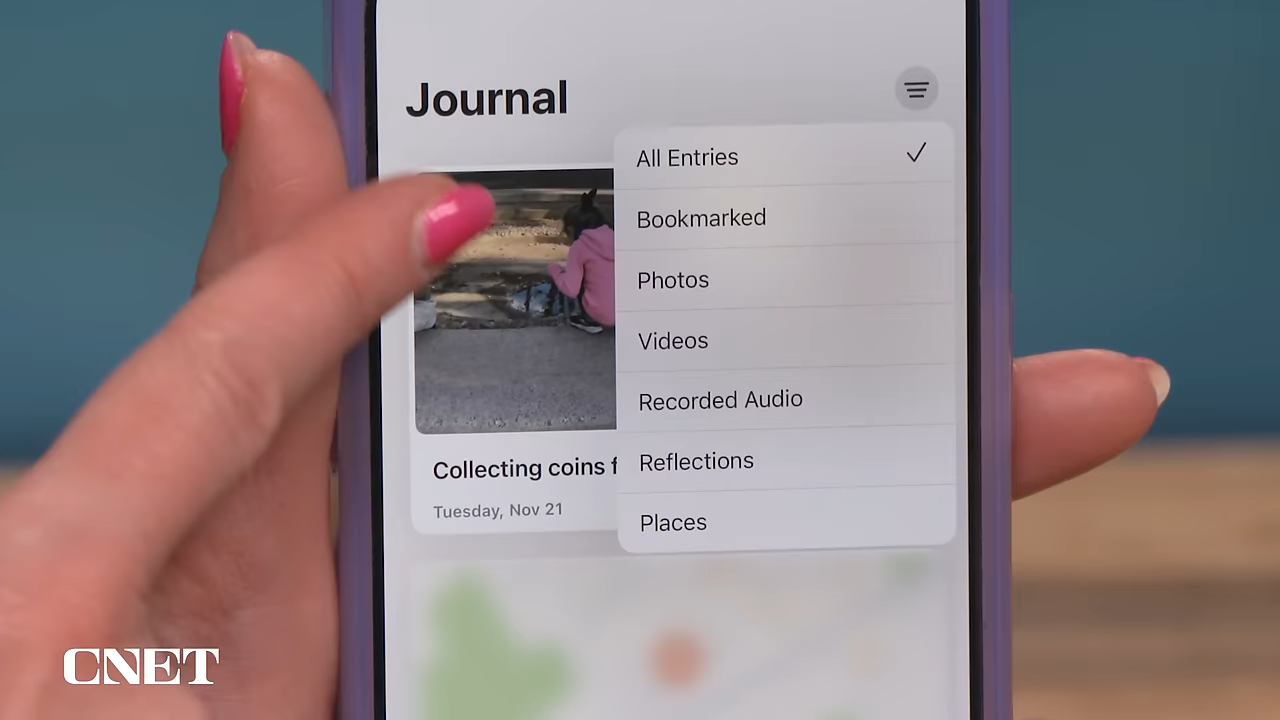 Journal
All Entries
Bookmarked
Photos
Videos
Recorded Audio
Reflections
Places
Collecting coins
Tuesday, Nov 21
CNET